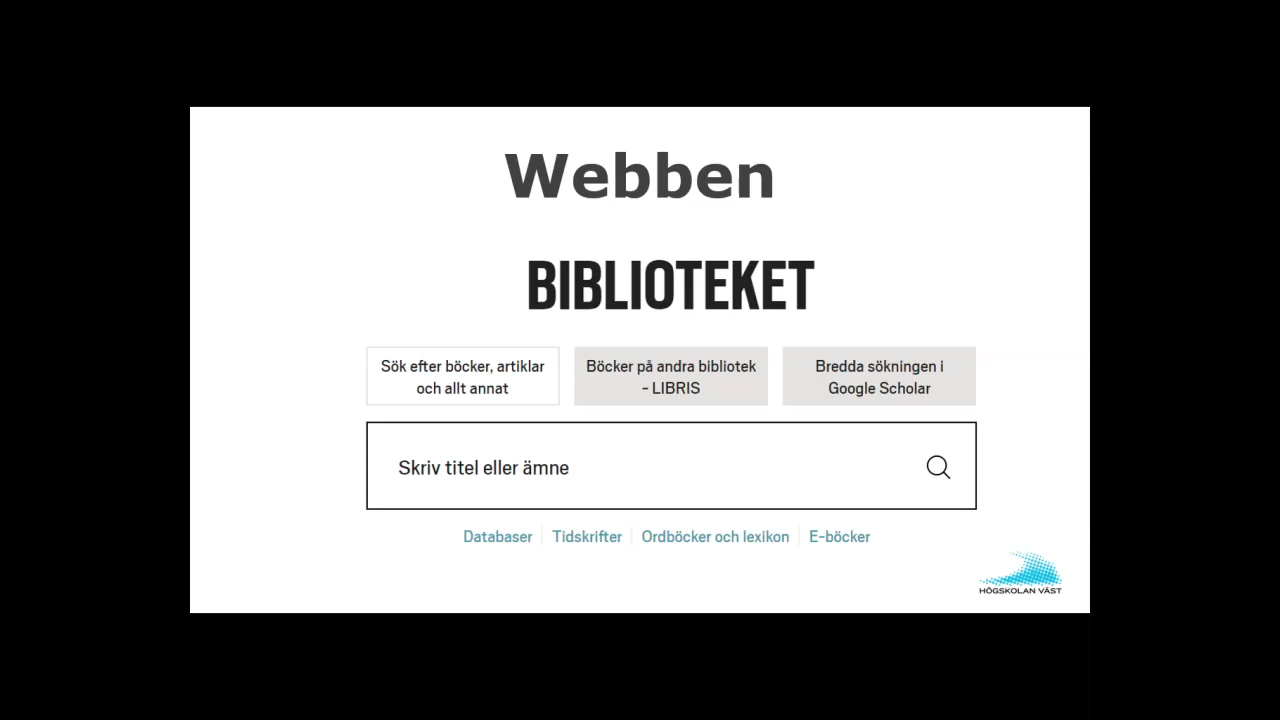 Webben
BIBLIOTEKET
Sök efter böcker, artiklar
och allt annat
Böcker på andra bibliotek
- LIBRIS
Bredda sökningen i
Google Scholar
Skriv titel eller ämne
Databaser
Tidskrifter
Ordböcker och lexikon
E-böcker
HÖGSKOLAN VÄST